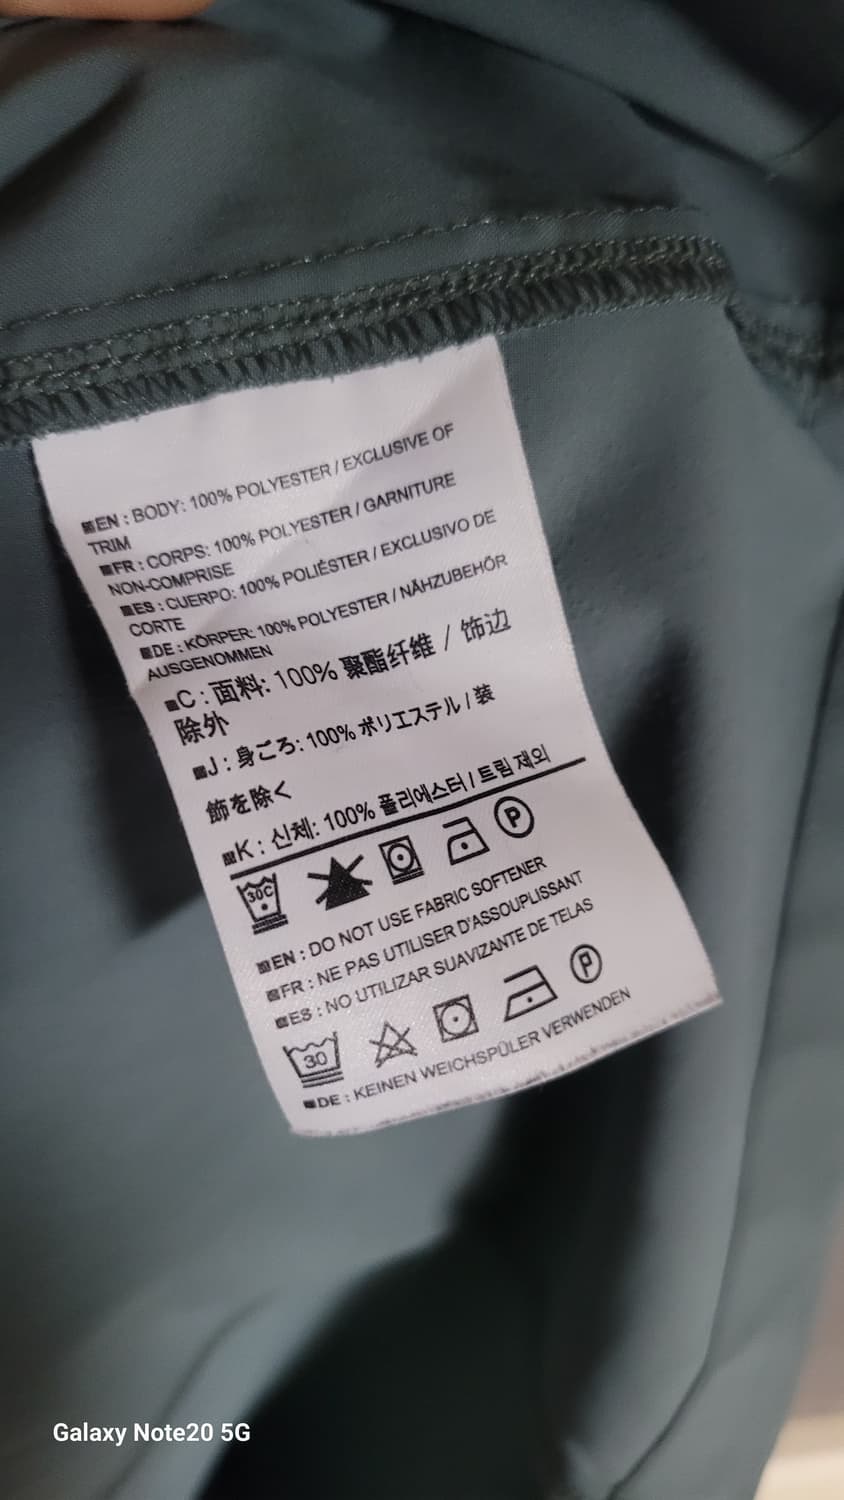 EN : BODY: 100% POLYESTER / EXCLUSIVE OF
TRIM
FR : CORPS: 100% POLYESTER / GARNITURE
NON-COMPRISE
ES : CUERPO: 100% POLIÉSTER / EXCLUSIVO DE
CORTE
DE : KÖRPER: 100% POLYESTER / NÄHZUBEHÖR
AUSGENOMMEN
C : 面料: 100% 聚酯纤维 / 饰边
除外
J : 身ごろ: 100% ポリエステル / 装
飾を除く
K : 신체: 100% 폴리에스터 / 트림 제외
30C P
EN : DO NOT USE FABRIC SOFTENER
FR : NE PAS UTILISER D'ASSOUPLISSANT
ES : NO UTILIZAR SUAVIZANTE DE TELAS
30 P
DE : KEINEN WEICHSPÜLER VERWENDEN
Galaxy Note20 5G